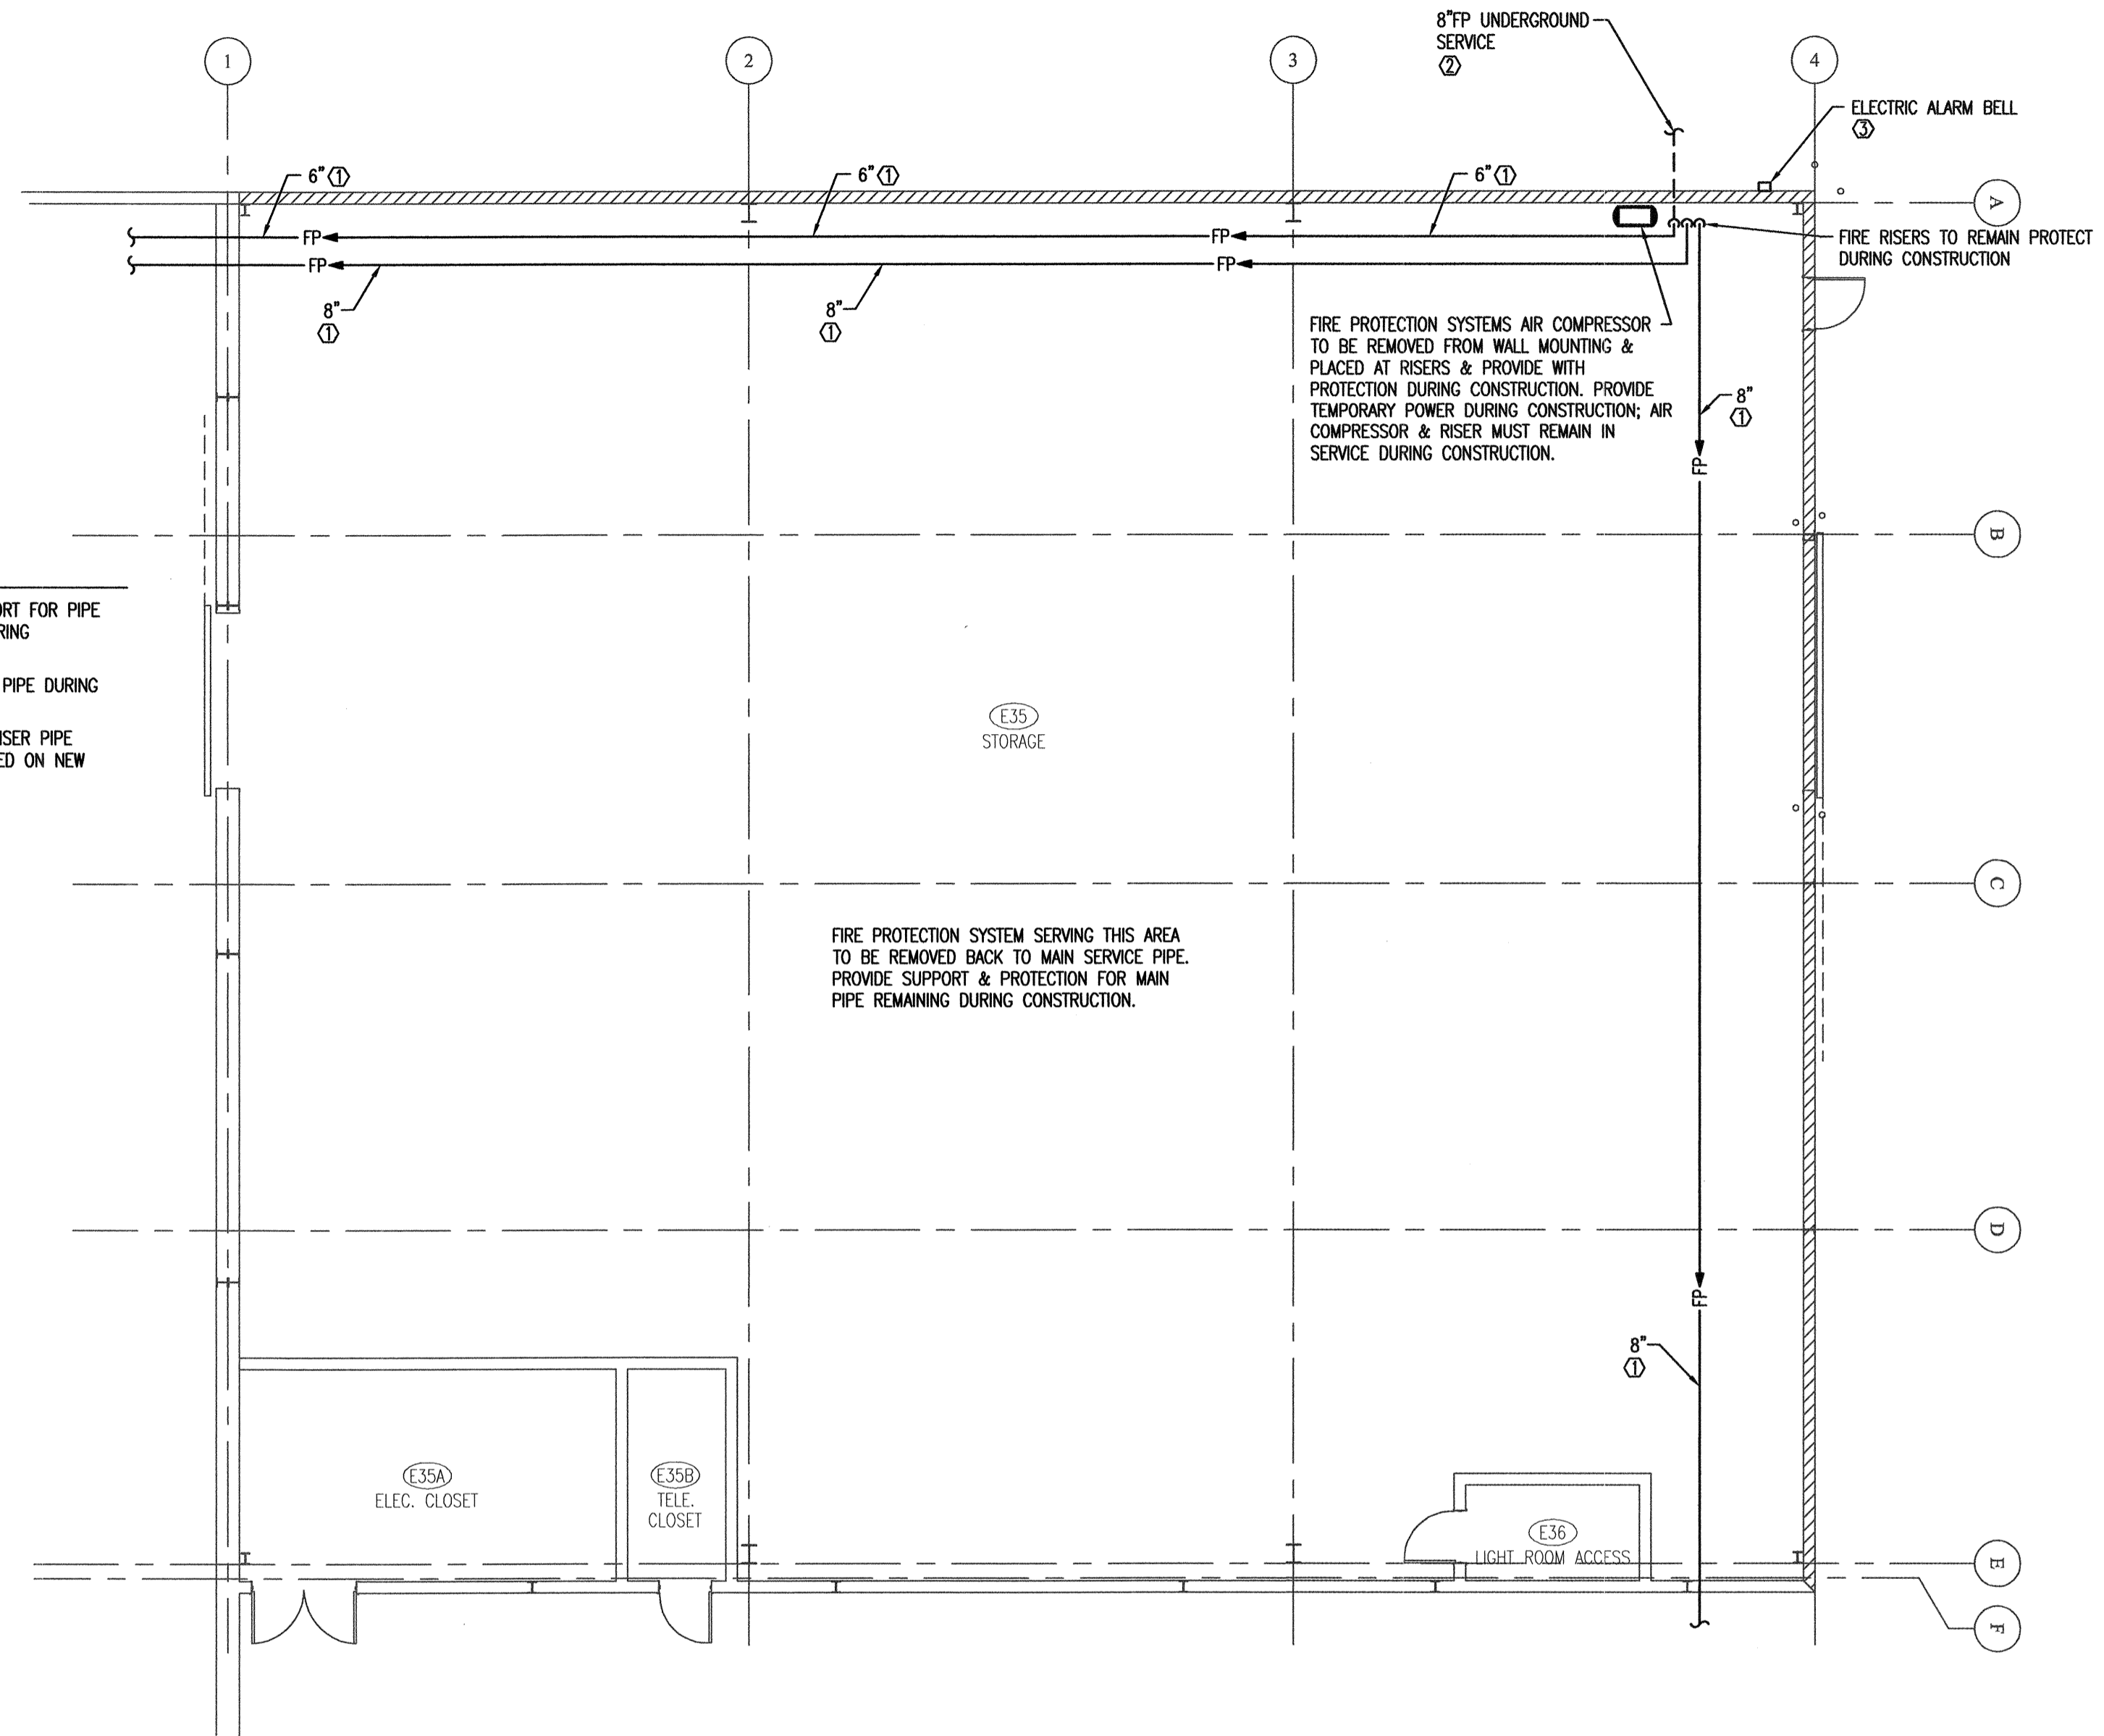 8"FP UNDERGROUND
SERVICE
2
1
2
3
4
ELECTRIC ALARM BELL
3
6" 1
6" 1
6" 1
A
FP
FP
FIRE RISERS TO REMAIN PROTECT
DURING CONSTRUCTION
FP
FP
8"
1
8"
1
FIRE PROTECTION SYSTEMS AIR COMPRESSOR
TO BE REMOVED FROM WALL MOUNTING &
PLACED AT RISERS & PROVIDE WITH
PROTECTION DURING CONSTRUCTION. PROVIDE
TEMPORARY POWER DURING CONSTRUCTION; AIR
COMPRESSOR & RISER MUST REMAIN IN
SERVICE DURING CONSTRUCTION.
8"
1
FP
B
ORT FOR PIPE
RING
PIPE DURING
ISER PIPE
ED ON NEW
E35
STORAGE
C
FIRE PROTECTION SYSTEM SERVING THIS AREA
TO BE REMOVED BACK TO MAIN SERVICE PIPE.
PROVIDE SUPPORT & PROTECTION FOR MAIN
PIPE REMAINING DURING CONSTRUCTION.
D
FP
8"
1
E35A
ELEC. CLOSET
E35B
TELE.
CLOSET
E36
LIGHT ROOM ACCESS
E
F